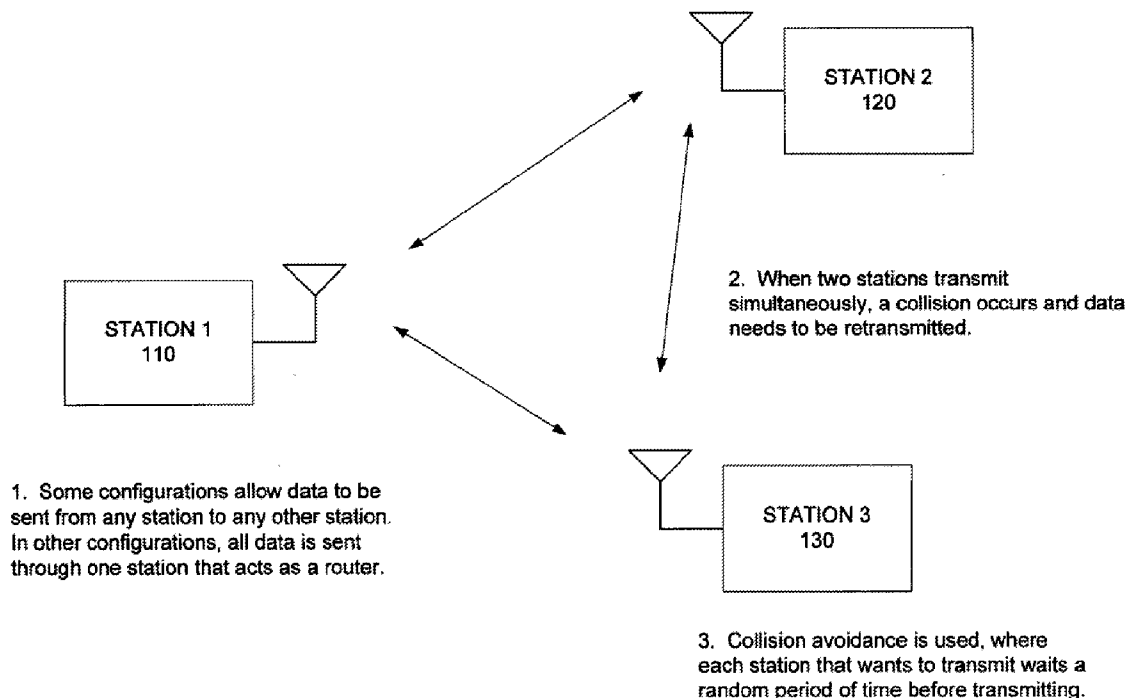 STATION 2
120
STATION 1
110
2. When two stations transmit
simultaneously, a collision occurs and data
needs to be retransmitted.
1. Some configurations allow data to be
sent from any station to any other station.
In other configurations, all data is sent
through one station that acts as a router.
STATION 3
130
3. Collision avoidance is used, where
each station that wants to transmit waits a
random period of time before transmitting.